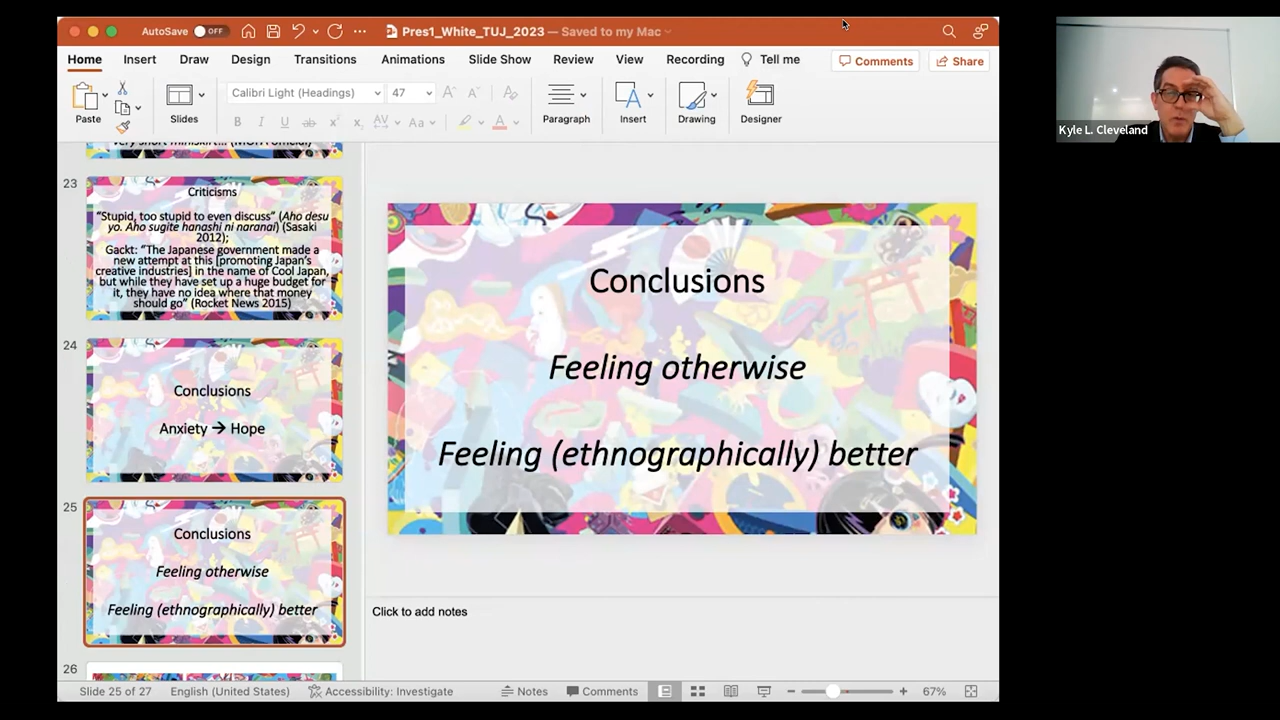 AutoSave OFF
Pres1_White_TUJ_2023 — Saved to my Mac
Home Insert Draw Design Transitions Animations Slide Show Review View Recording Tell me
Comments Share
Paste
Slides
Calibri Light (Headings) 47
Paragraph
Insert
Drawing
Designer
very short miniskirt… (MOFA official)
23
Criticisms
“Stupid, too stupid to even discuss” (Aho desu
yo. Aho sugite hanashi ni naranai) (Sasaki
2012);
Gackt: “The Japanese government made a
new attempt at this [promoting Japan’s
creative industries] in the name of Cool Japan,
but while they have set up a huge budget for
it, they have no idea where that money
should go” (Rocket News 2015)
24
Conclusions
Anxiety → Hope
25
Conclusions
Feeling otherwise
Feeling (ethnographically) better
26
Conclusions
Feeling otherwise
Feeling (ethnographically) better
Click to add notes
Slide 25 of 27 English (United States) Accessibility: Investigate Notes Comments 67%
Kyle L. Cleveland